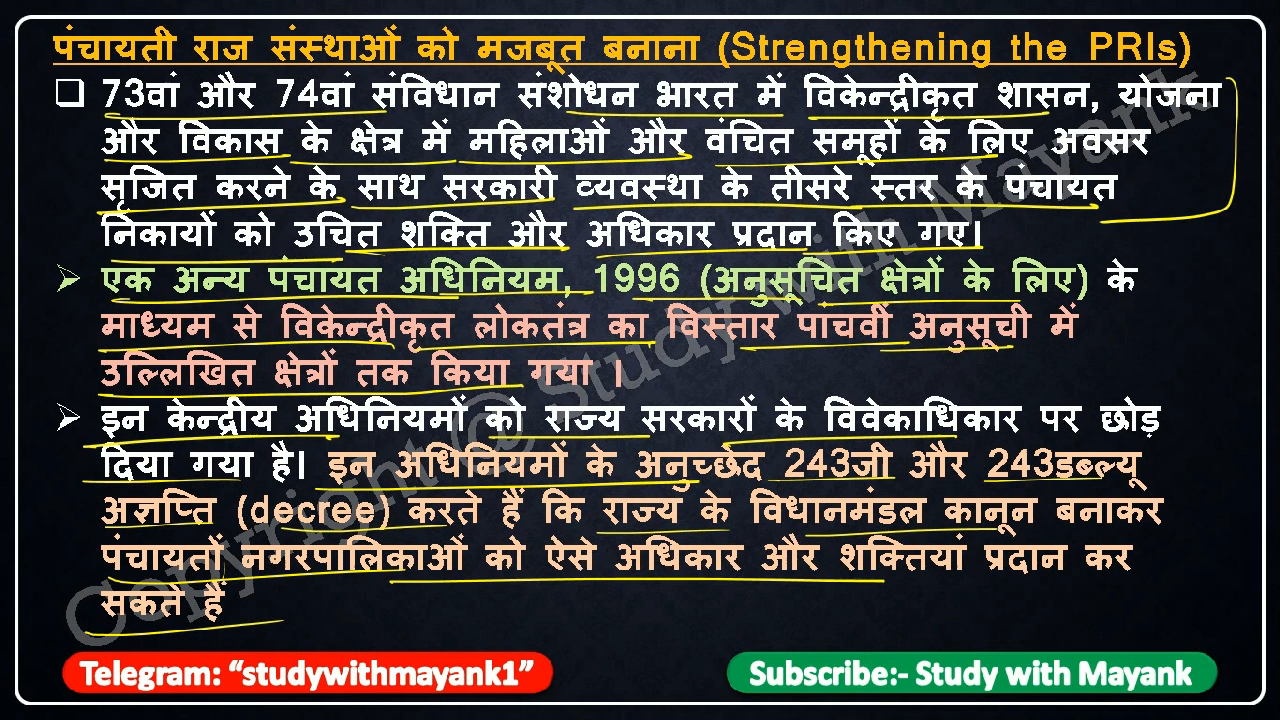 पंचायती राज संस्थाओं को मजबूत बनाना (Strengthening the PRIs)
❑ 73वां और 74वां संविधान संशोधन भारत में विकेन्द्रीकृत शासन, योजना
और विकास के क्षेत्र में महिलाओं और वंचित समूहों के लिए अवसर
सृजित करने के साथ सरकारी व्यवस्था के तीसरे स्तर के पंचायत
निकायों को उचित शक्ति और अधिकार प्रदान किए गए।
➢ एक अन्य पंचायत अधिनियम, 1996 (अनुसूचित क्षेत्रों के लिए) के
माध्यम से विकेन्द्रीकृत लोकतंत्र का विस्तार पांचवीं अनुसूची में
उल्लिखित क्षेत्रों तक किया गया ।
➢ इन केन्द्रीय अधिनियमों को राज्य सरकारों के विवेकाधिकार पर छोड़
दिया गया है। इन अधिनियमों के अनुच्छेद 243जी और 243डब्ल्यू
अज्ञप्ति (decree) करते हैं कि राज्य के विधानमंडल कानून बनाकर
पंचायतों नगरपालिकाओं को ऐसे अधिकार और शक्तियां प्रदान कर
सकते हैं
Copyright @ Study with Mayank
Telegram: “studywithmayank1”
Subscribe:- Study with Mayank